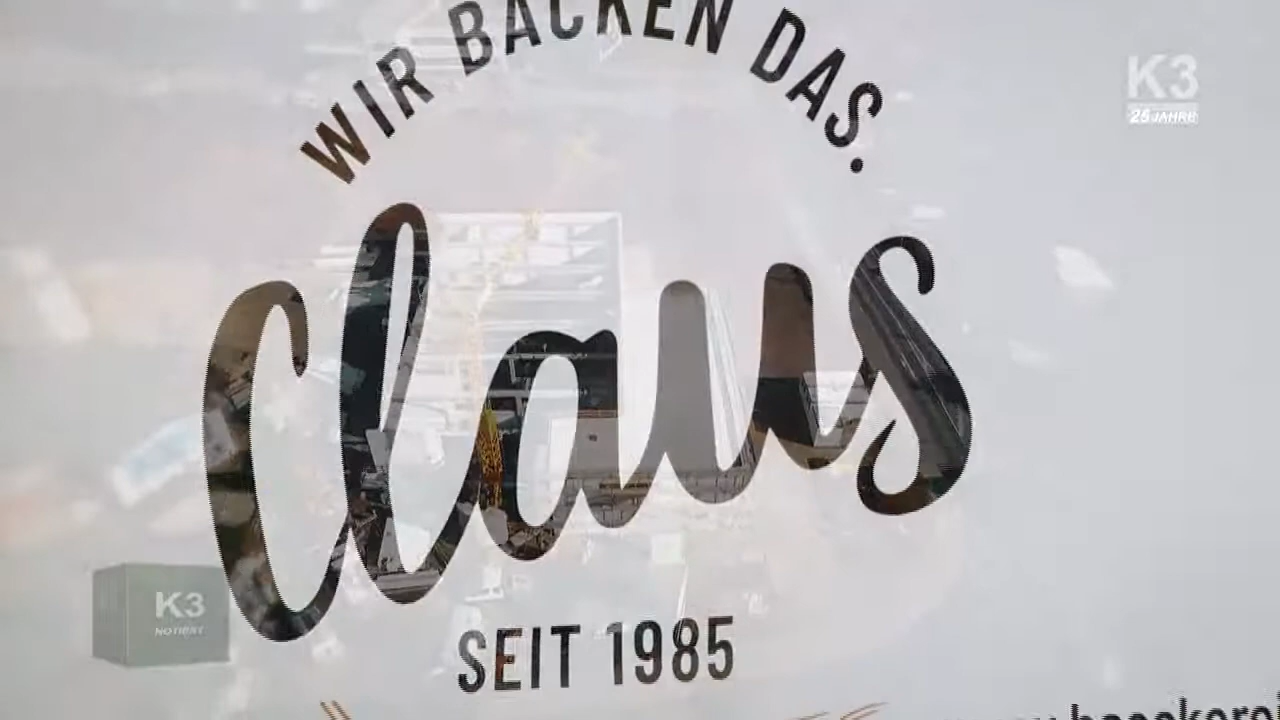 WIR BACKEN DAS.
Claus
SEIT 1985
K3
25 JAHRE
K3
NOTIERT